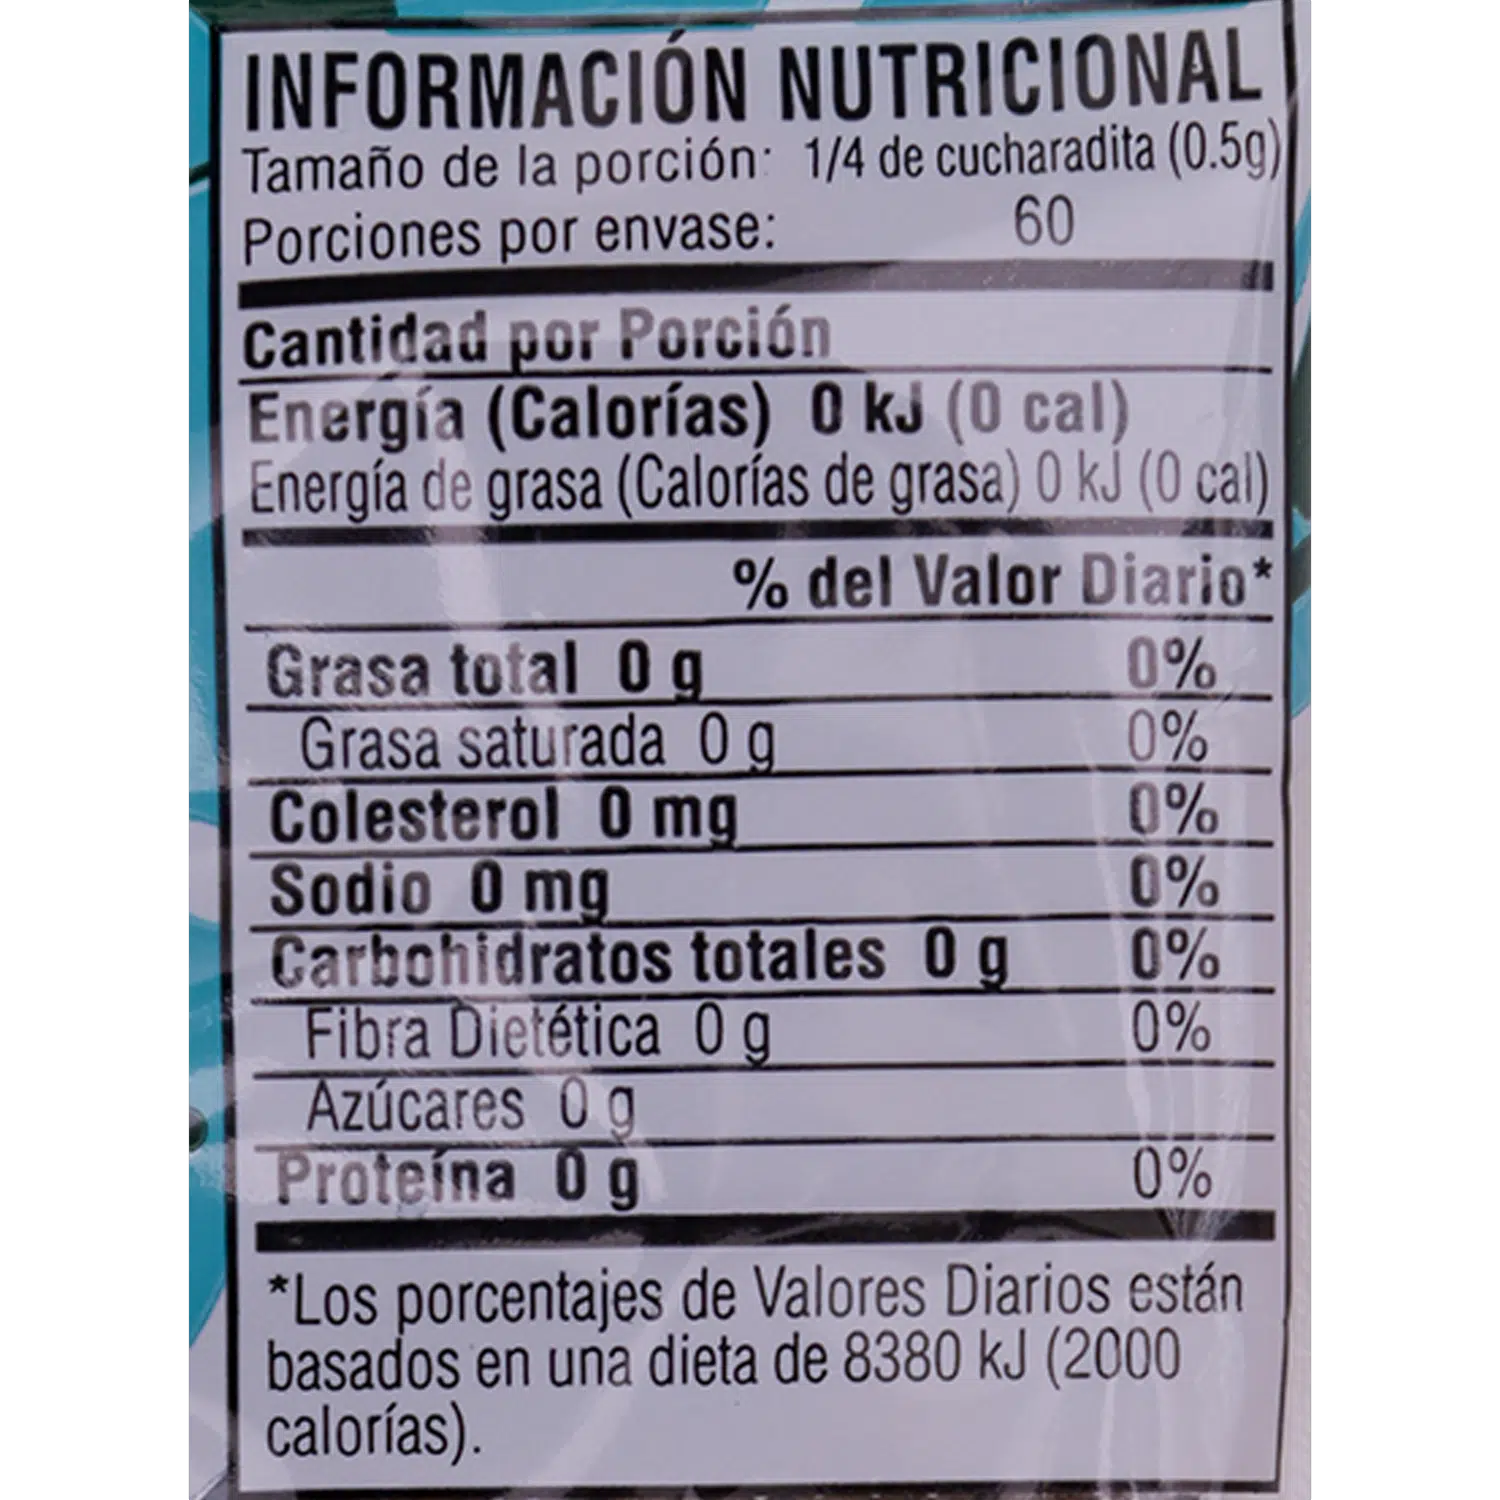 INFORMACIÓN NUTRICIONAL
Tamaño de la porción: 1/4 de cucharadita (0.5g)
Porciones por envase: 60
Cantidad por Porción
Energía (Calorías) 0 kJ (0 cal)
Energía de grasa (Calorías de grasa) 0 kJ (0 cal)
% del Valor Diario*
Grasa total 0 g 0%
Grasa saturada 0 g 0%
Colesterol 0 mg 0%
Sodio 0 mg 0%
Carbohidratos totales 0 g 0%
Fibra Dietética 0 g 0%
Azúcares 0 g
Proteína 0 g 0%
*Los porcentajes de Valores Diarios están
basados en una dieta de 8380 kJ (2000
calorías).